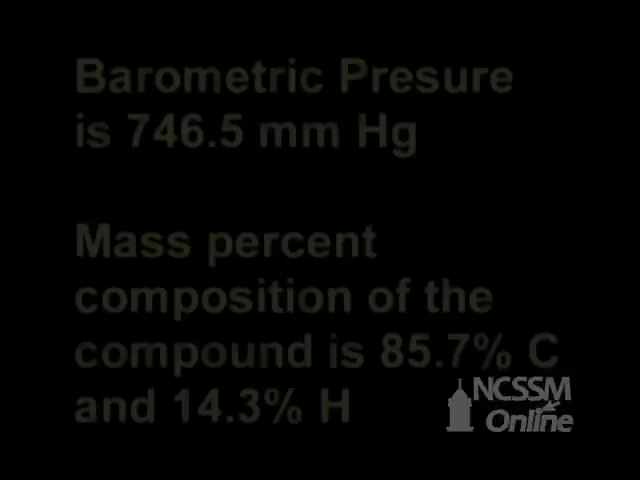 Barometric Presure
is 746.5 mm Hg
Mass percent
composition of the
compound is 85.7% C
and 14.3% H
NCSSM
Online